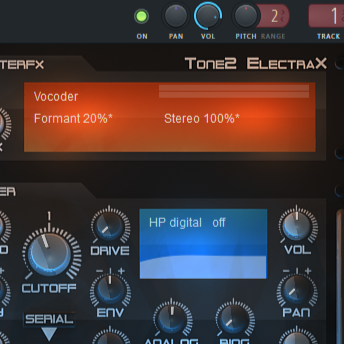 ON PAN VOL PITCH RANGE 2 TRACK 1
TERFX TONE2 ELECTRAX
Vocoder
Formant 20%* Stereo 100%*
ER
1
HP digital off
DRIVE VOL
CUTOFF
ENV PAN
SERIAL
ANALOG RING